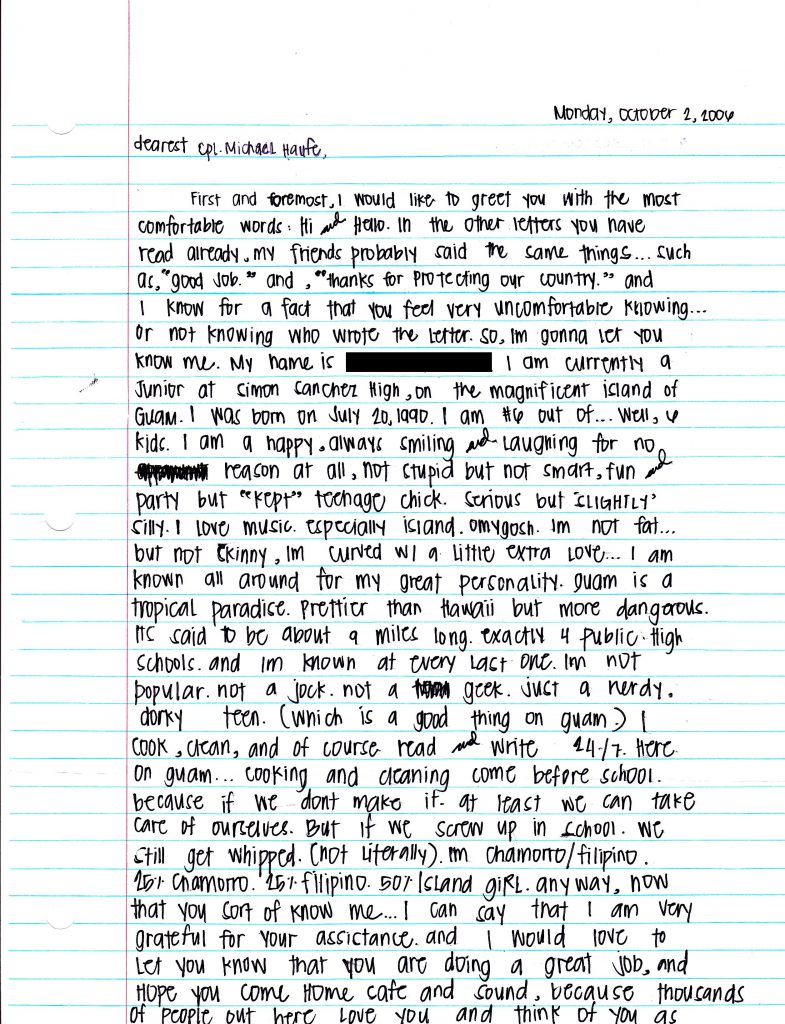 Monday, October 2, 2006
dearest Cpl. Michael Haufe,
First and foremost, I would like to greet you with the most
comfortable words: Hi and Hello. In the other letters you have
read already, my friends probably said the same things... such
as, "good job." and, "thanks for protecting our country." and
I know for a fact that you feel very uncomfortable knowing...
or not knowing who wrote the letter. So, Im gonna let you
know me. My name is I am currently a
Junior at Simon Sanchez High, on the magnificent island of
Guam. I was born on July 20, 1990. I am #6 out of... Well, 6
kids. I am a happy, always smiling and laughing for no
reason at all, not stupid but not smart, fun and
party but "kept" teenage chick. Serious but 'SLIGHTLY'
silly. I love music. especially island. omygosh. Im not fat...
but not skinny, Im curved w/ a little extra love... I am
known all around for my great personality. guam is a
tropical paradise. Prettier than Hawaii but more dangerous.
Its said to be about 9 miles long. exactly 4 public high
schools. and Im known at every last one. Im not
popular. not a jock. not a geek. just a nerdy,
dorky teen. (which is a good thing on guam.) I
cook, clean, and of course read and write 24/7. Here
on guam... cooking and cleaning come before school.
because if we dont make it. at least we can take
care of ourselves. But if we screw up in school. we
still get whipped. (not literally). Im chamorro/filipino.
25% Chamorro. 25% filipino. 50% Island giRL. anyway, now
that you sort of know me... I can say that I am very
grateful for your assictance. and I would love to
let you know that you are doing a great job, and
Hope you come Home safe and sound, because thousands
of people out here love you and think of you as